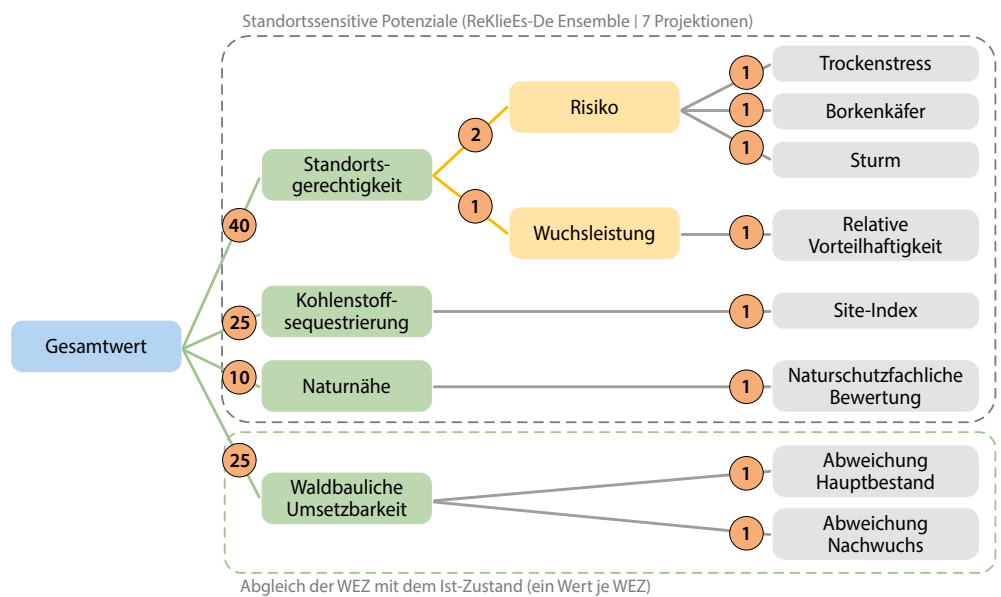 Standortssensitive Potenziale (ReKlieEs-De Ensemble | 7 Projektionen)
Gesamtwert
40
25
10
25
Standorts-
gerechtigkeit
2
1
Risiko
1
1
1
Trockenstress
Borkenkäfer
Sturm
Wuchsleistung
1
Relative
Vorteilhaftigkeit
Kohlenstoff-
sequestrierung
1
Site-Index
Naturnähe
1
Naturschutzfachliche
Bewertung
Waldbauliche
Umsetzbarkeit
1
Abweichung
Hauptbestand
1
Abweichung
Nachwuchs
Abgleich der WEZ mit dem Ist-Zustand (ein Wert je WEZ)